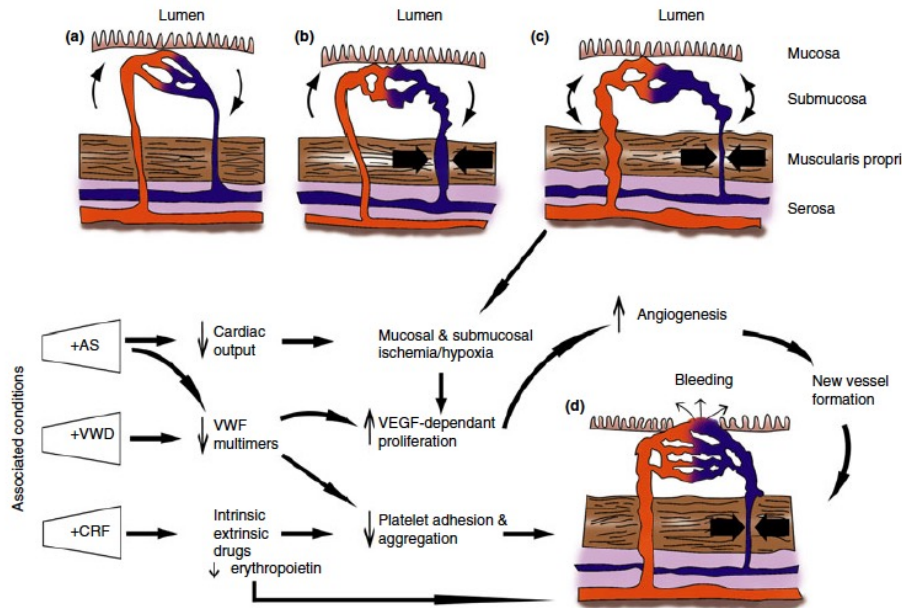 Lumen
Lumen
Lumen
(a)
(b)
(c)
Mucosa
Submucosa
Muscularis propri
Serosa
Associated conditions
+AS
Cardiac
output
Mucosal & submucosal
ischemia/hypoxia
Angiogenesis
New vessel
formation
+VWD
VWF
multimers
VEGF-dependant
proliferation
Bleeding
(d)
+CRF
Intrinsic
extrinsic
drugs
erythropoietin
Platelet adhesion &
aggregation